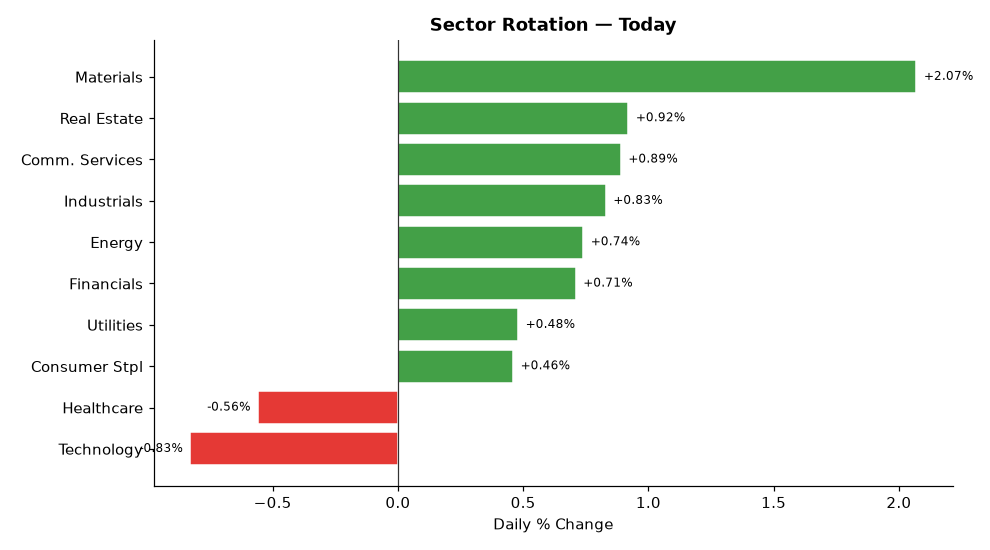 Sector Rotation — Today
Materials +2.07%
Real Estate +0.92%
Comm. Services +0.89%
Industrials +0.83%
Energy +0.74%
Financials +0.71%
Utilities +0.48%
Consumer Stpl +0.46%
Healthcare -0.56%
Technology -0.83%
−0.5 0.0 0.5 1.0 1.5 2.0
Daily % Change